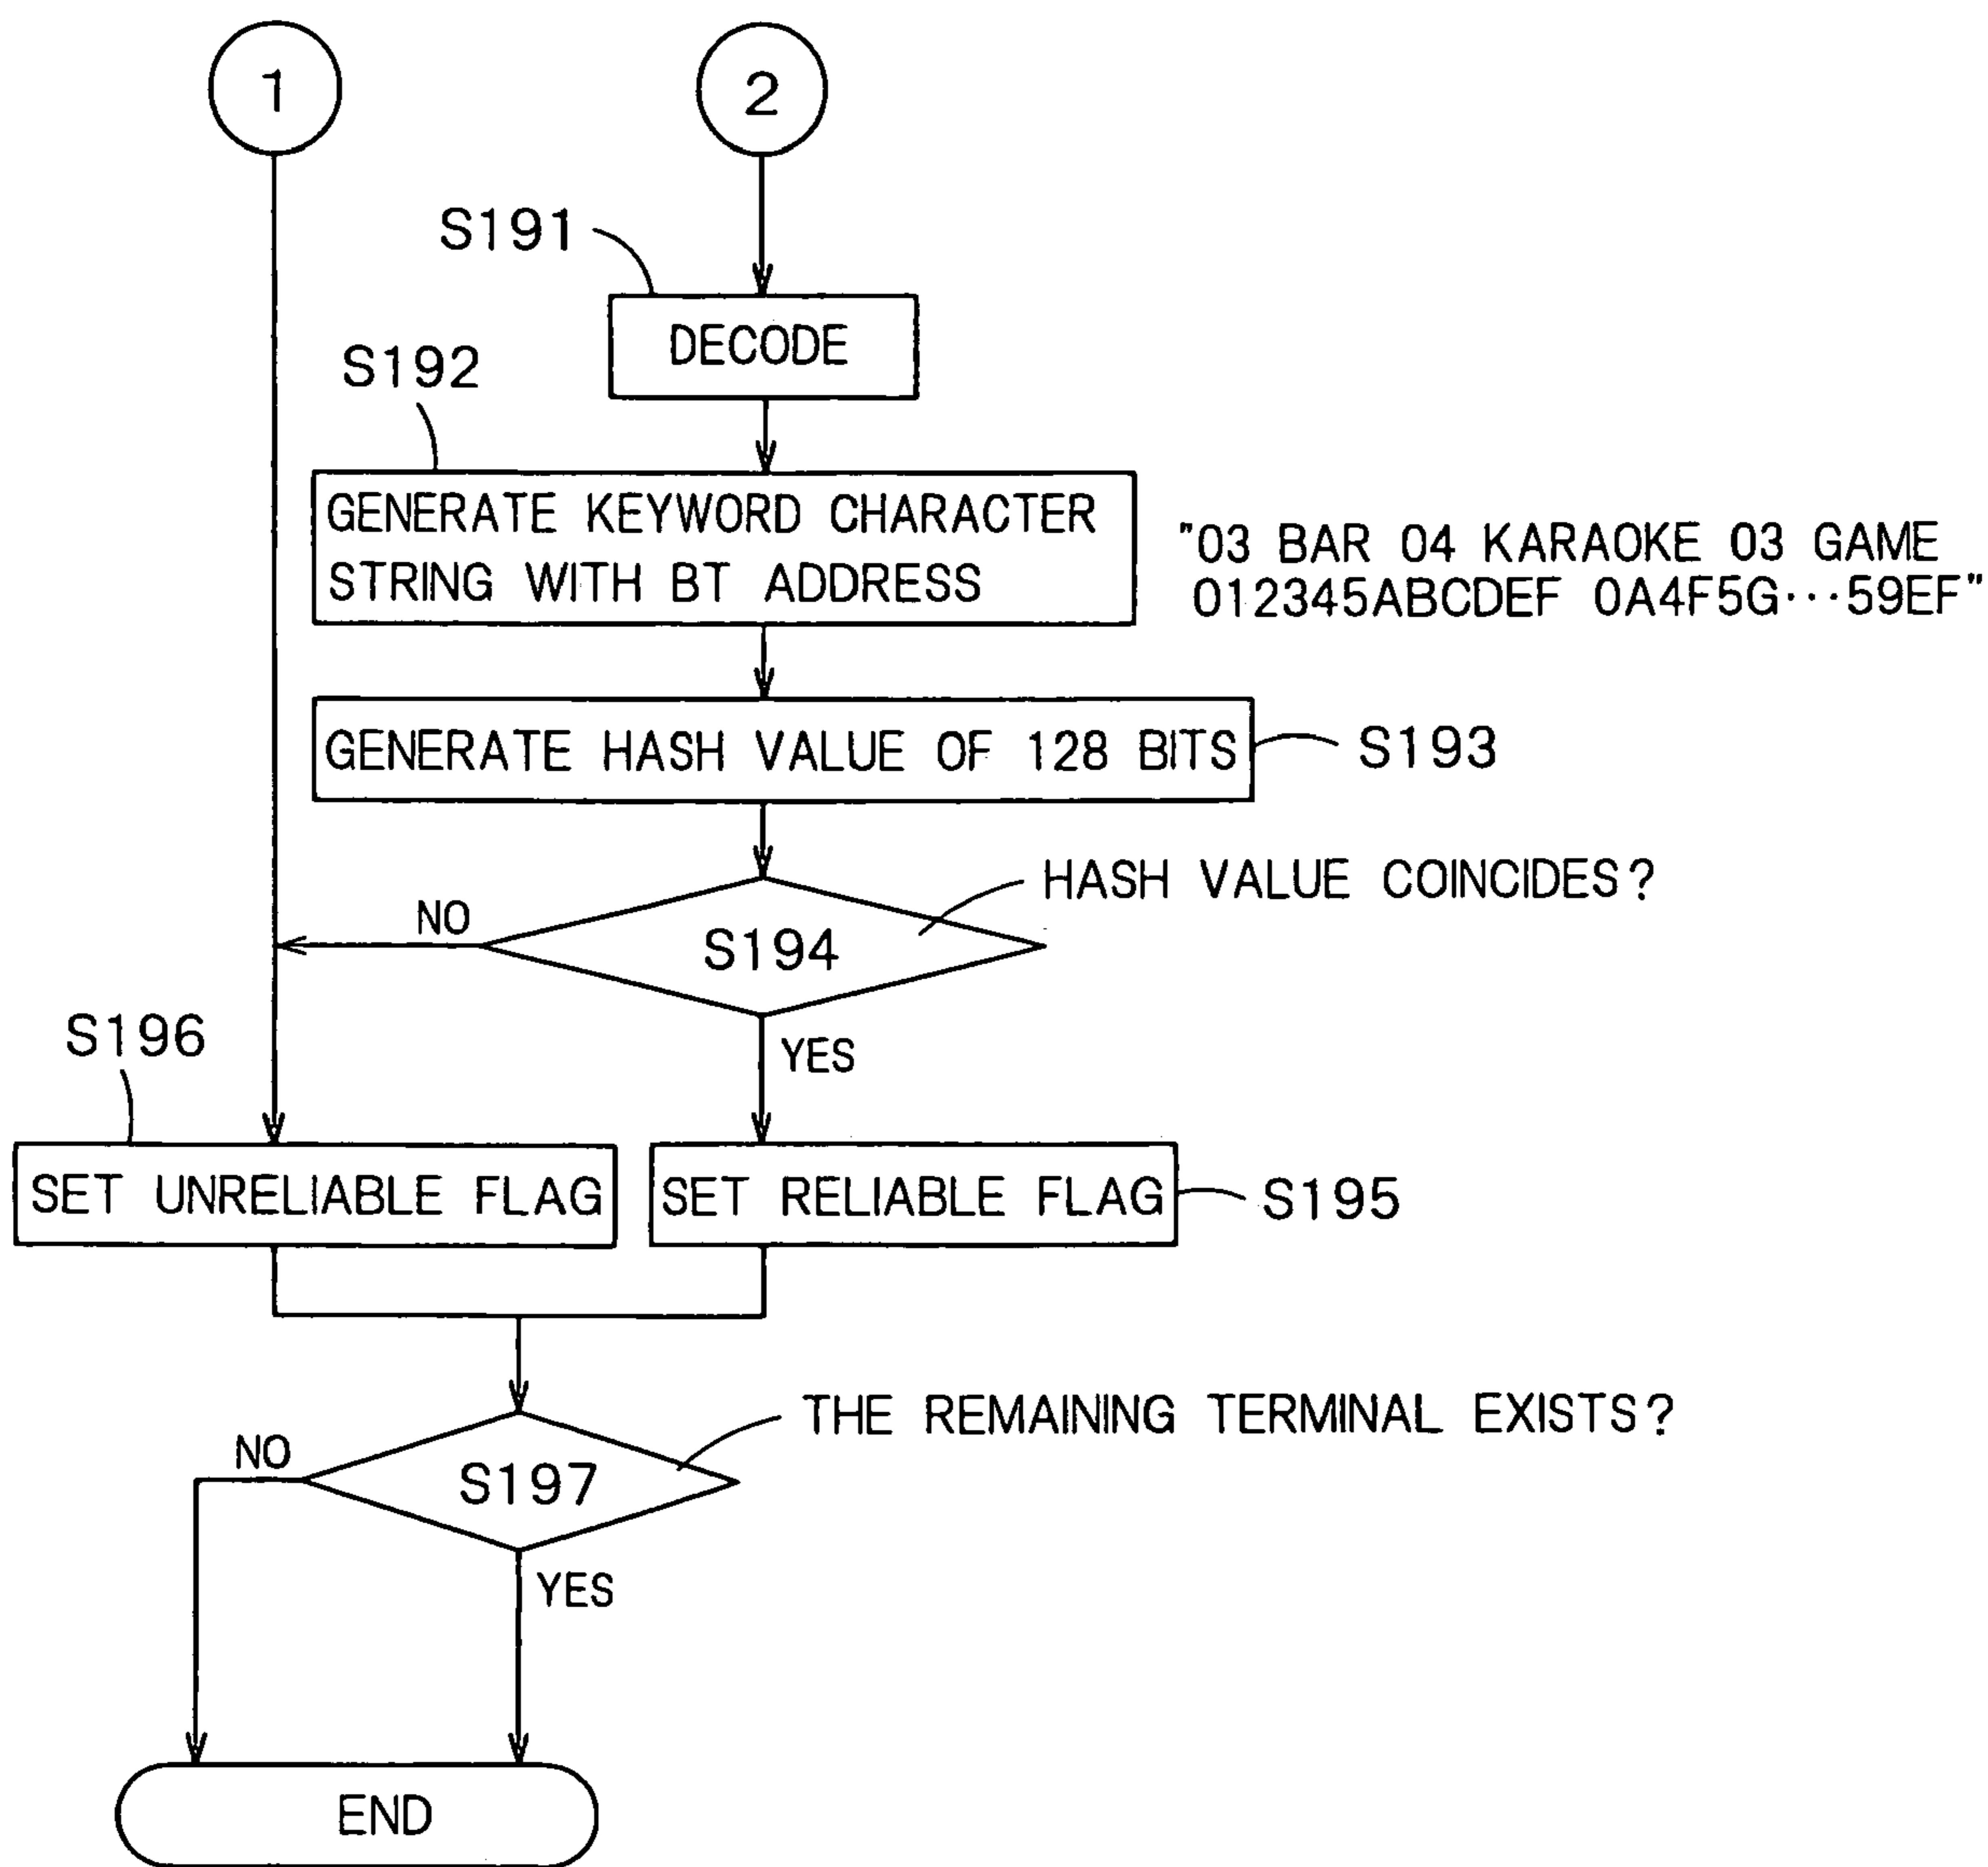 1
2
S191
DECODE
S192
GENERATE KEYWORD CHARACTER
STRING WITH BT ADDRESS
"03 BAR 04 KARAOKE 03 GAME
012345ABCDEF 0A4F5G···59EF"
GENERATE HASH VALUE OF 128 BITS
S193
HASH VALUE COINCIDES?
NO
S194
YES
S196
SET UNRELIABLE FLAG
SET RELIABLE FLAG
S195
THE REMAINING TERMINAL EXISTS?
NO
S197
YES
END